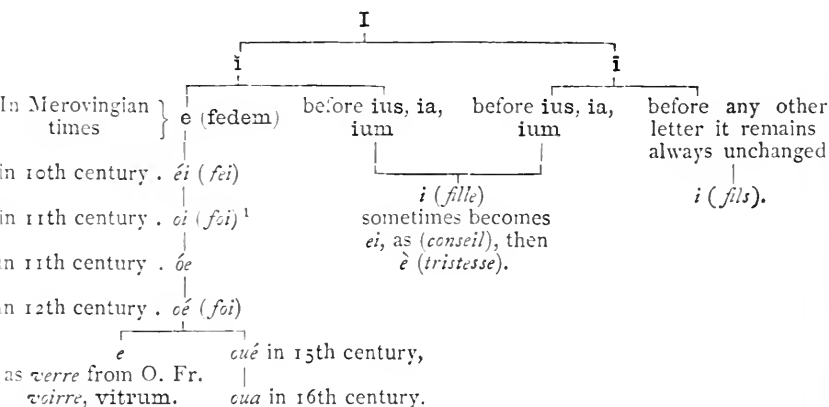 I
ĭ ī
In Merovingian times } e (fedem) before ius, ia, ium before ius, ia, ium before any other letter it remains always unchanged
in 10th century . éi (fei) i (fille) i (fils).
in 11th century . oi (foi) ¹ sometimes becomes
ei, as (conseil), then
in 11th century . óe è (tristesse).
in 12th century . oé (foi)
e oué in 15th century,
as verre from O. Fr.
voirre, vitrum. oua in 16th century.